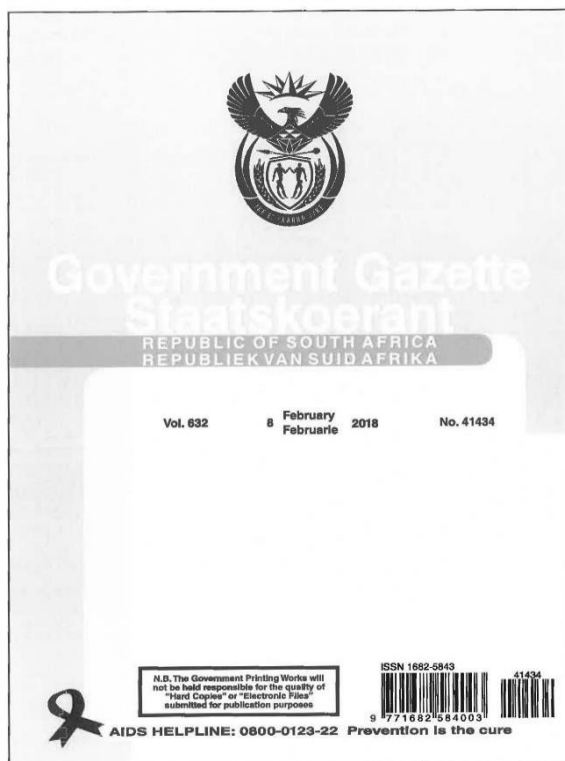 Government Gazette
Staatskoerant
REPUBLIC OF SOUTH AFRICA
REPUBLIEK VAN SUID AFRIKA
Vol. 632 8 February Februarie 2018 No. 41434
N.B. The Government Printing Works will
not be held responsible for the quality of
"Hard Copies" or "Electronic Files"
submitted for publication purposes
ISSN 1682-5843
41434
9 771682 584003
AIDS HELPLINE: 0800-0123-22 Prevention is the cure